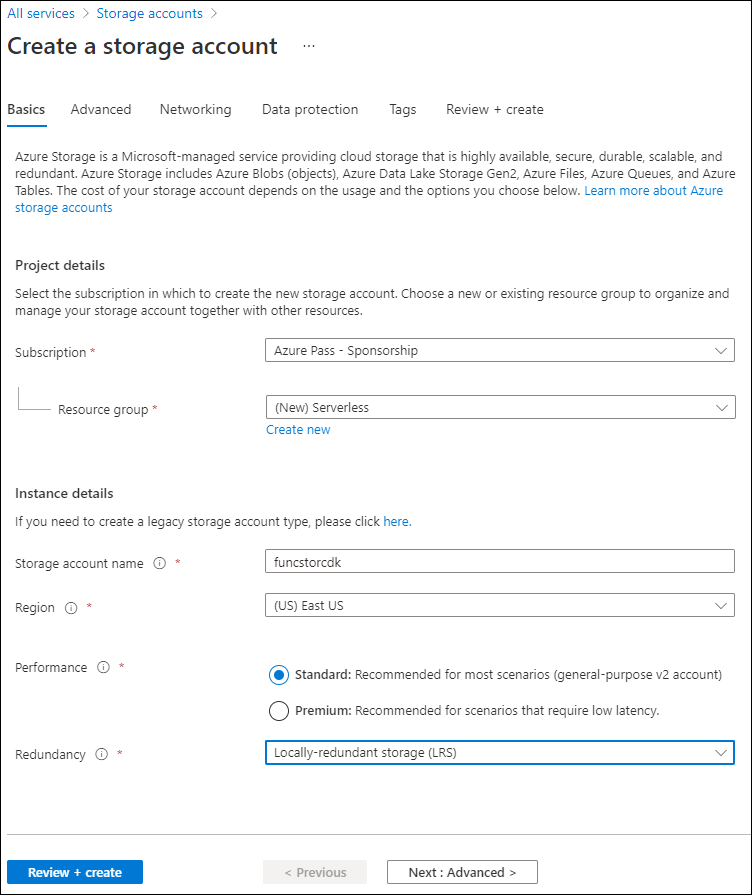 All services > Storage accounts >
Create a storage account ...
Basics Advanced Networking Data protection Tags Review + create
Azure Storage is a Microsoft-managed service providing cloud storage that is highly available, secure, durable, scalable, and
redundant. Azure Storage includes Azure Blobs (objects), Azure Data Lake Storage Gen2, Azure Files, Azure Queues, and Azure
Tables. The cost of your storage account depends on the usage and the options you choose below. Learn more about Azure
storage accounts
Project details
Select the subscription in which to create the new storage account. Choose a new or existing resource group to organize and
manage your storage account together with other resources.
Subscription * Azure Pass - Sponsorship
Resource group * (New) Serverless
Create new
Instance details
If you need to create a legacy storage account type, please click here.
Storage account name * funcstorcdk
Region * (US) East US
Performance * Standard: Recommended for most scenarios (general-purpose v2 account)
Premium: Recommended for scenarios that require low latency.
Redundancy * Locally-redundant storage (LRS)
Review + create < Previous Next : Advanced >